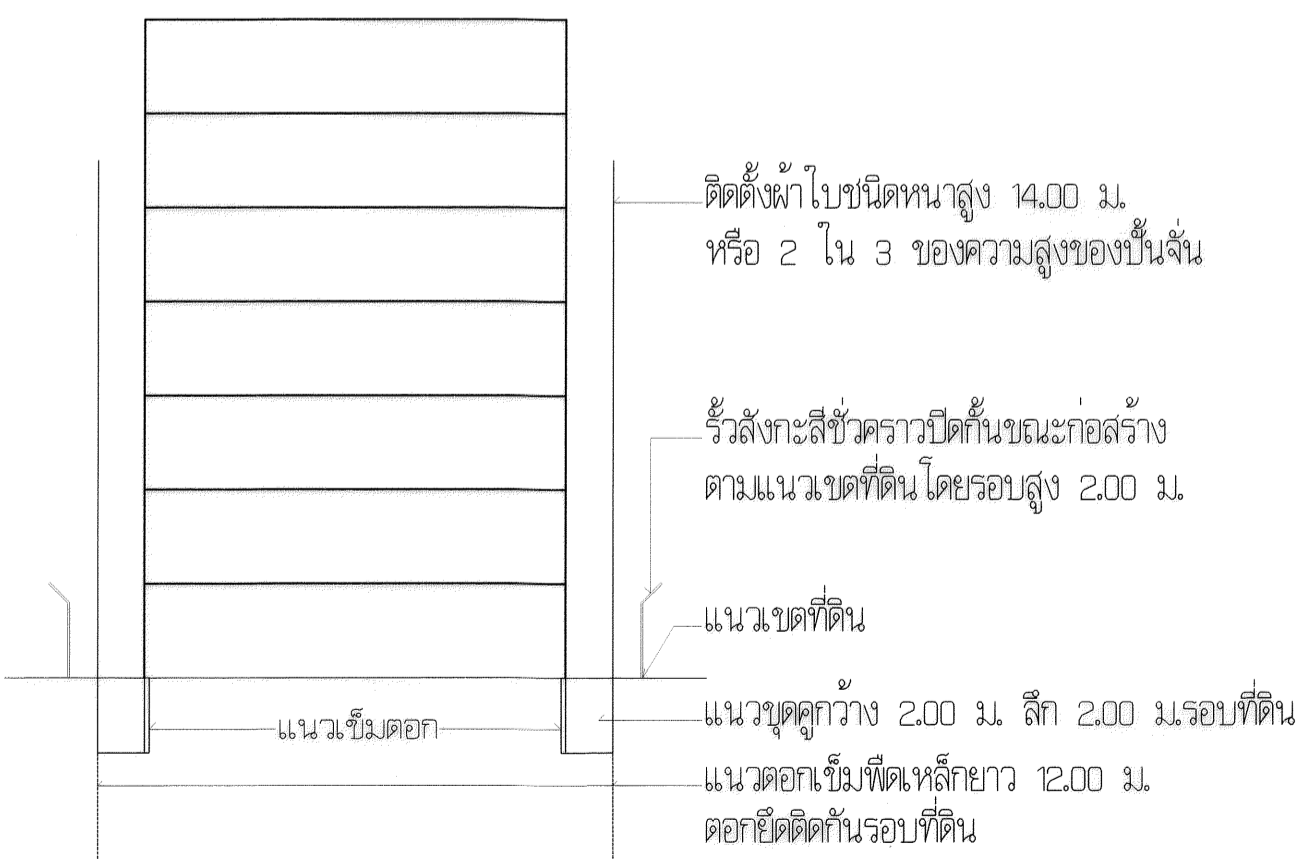 ติดตั้งผ้าใบชนิดหนาสูง 14.00 ม.
หรือ 2 ใน 3 ของความสูงของปั้นจั่น
รั้วสังกะสีชั่วคราวปิดกั้นขณะก่อสร้าง
ตามแนวเขตที่ดินโดยรอบสูง 2.00 ม.
แนวเขตที่ดิน
แนวขุดคูกว้าง 2.00 ม. ลึก 2.00 ม.รอบที่ดิน
แนวเข็มตอก
แนวตอกเข็มพืดเหล็กยาว 12.00 ม.
ตอกยึดติดกันรอบที่ดิน